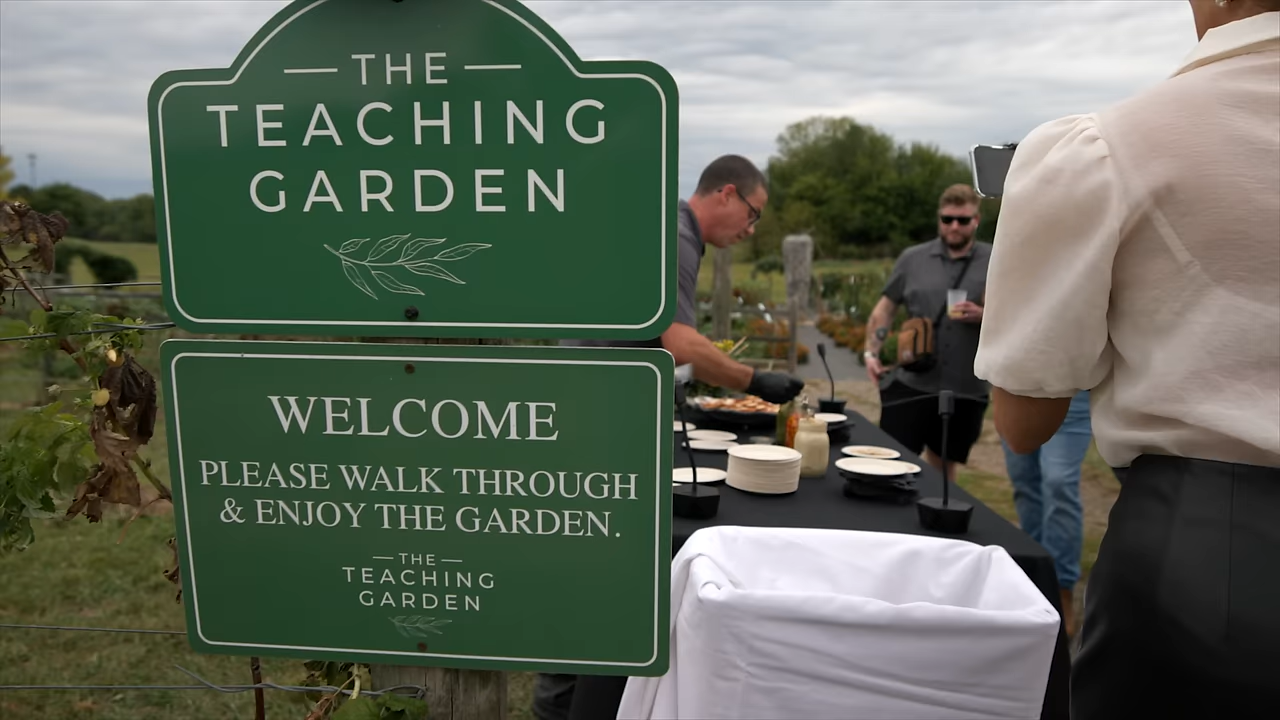 THE
TEACHING
GARDEN
WELCOME
PLEASE WALK THROUGH
& ENJOY THE GARDEN.
THE
TEACHING
GARDEN